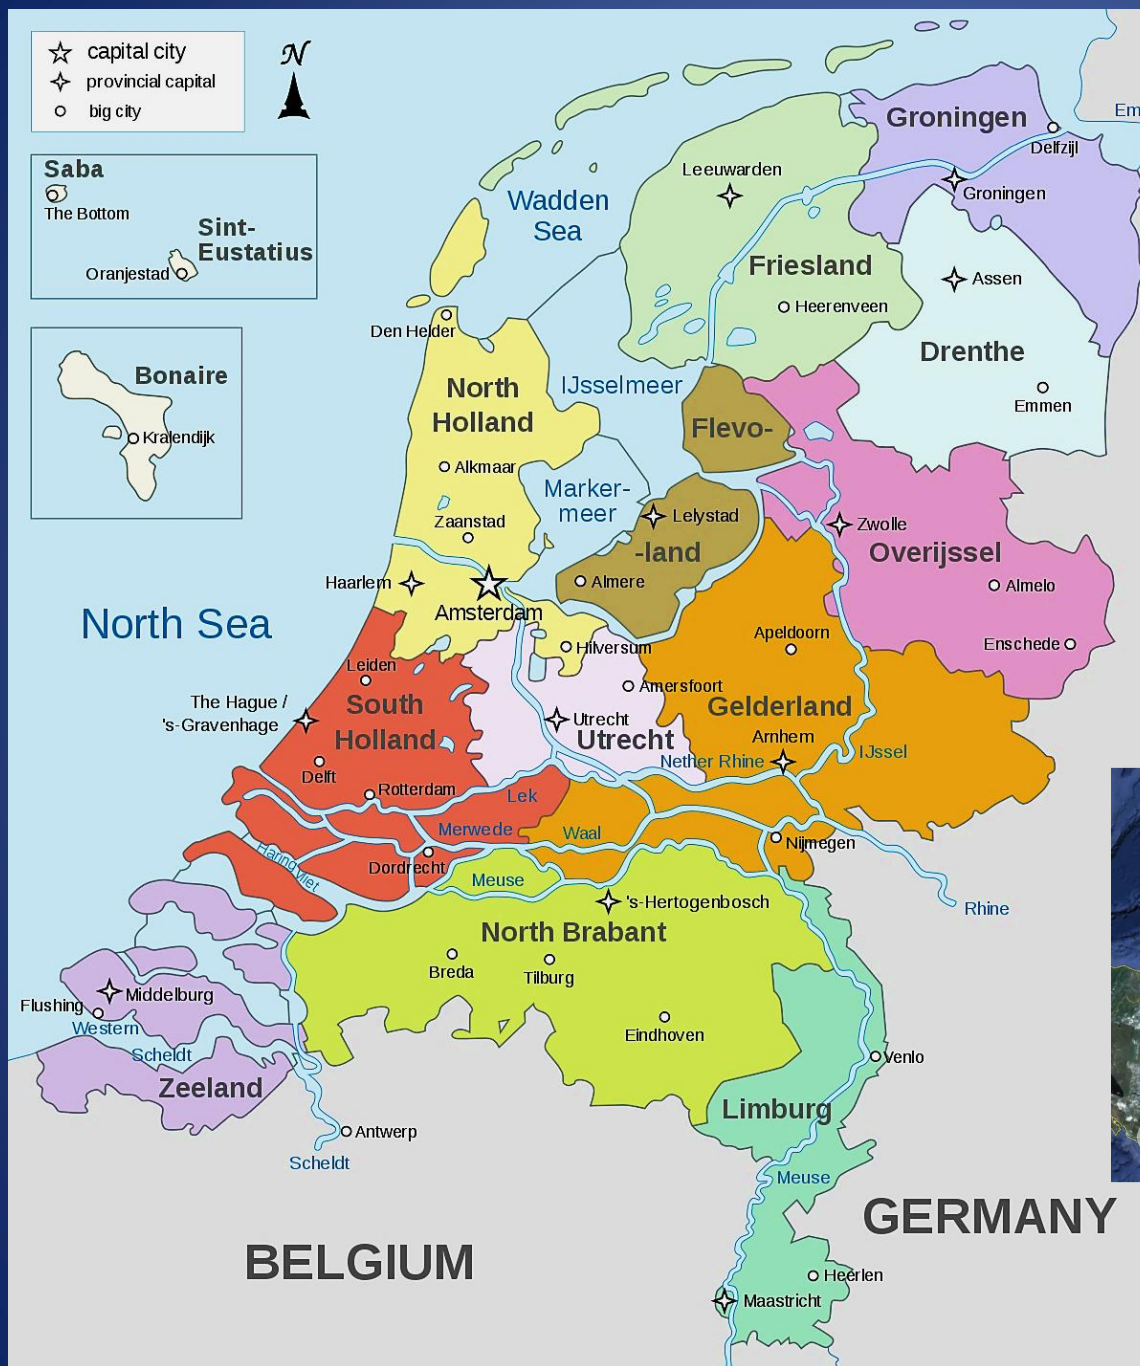 capital city
provincial capital
big city
N
Saba
The Bottom
Sint-
Eustatius
Oranjestad
Bonaire
Kralendijk
Groningen
Em
Delfzijl
Groningen
Leeuwarden
Wadden
Sea
Friesland
Heerenveen
Assen
Drenthe
Emmen
Den Helder
North
Holland
IJsselmeer
Flevo-
Alkmaar
Marker-
meer
Zaanstad
Lelystad
-land
Zwolle
Overijssel
Haarlem
Almere
Almelo
Amsterdam
North Sea
Hilversum
Apeldoorn
Enschede
Leiden
Amersfoort
The Hague /
's-Gravenhage
South
Holland
Utrecht
Utrecht
Gelderland
Arnhem
Nether Rhine
IJssel
Delft
Rotterdam
Lek
Merwede
Waal
Nijmegen
Haringvliet
Dordrecht
Meuse
's-Hertogenbosch
Rhine
North Brabant
Breda
Tilburg
Middelburg
Flushing
Western
Scheldt
Eindhoven
Venlo
Zeeland
Limburg
Antwerp
Scheldt
Meuse
GERMANY
BELGIUM
Heerlen
Maastricht